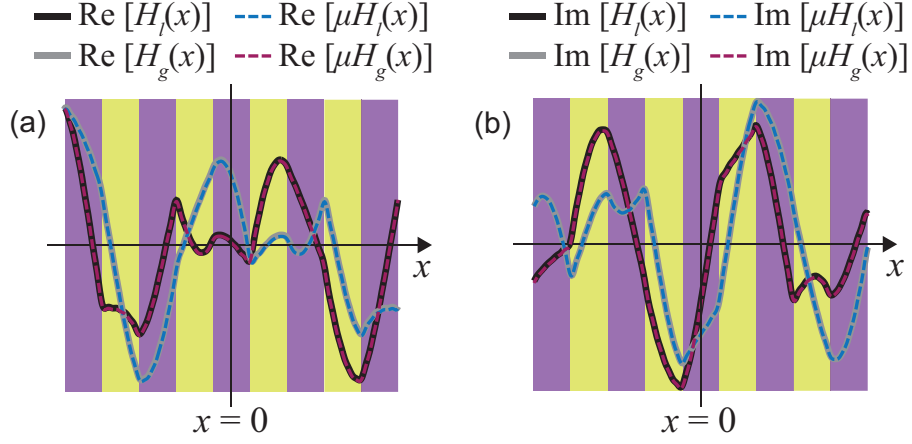 Re [H_l(x)] Re [μH_l(x)] Im [H_l(x)] Im [μH_l(x)]
Re [H_g(x)] Re [μH_g(x)] Im [H_g(x)] Im [μH_g(x)]
(a) (b)
x x
x = 0 x = 0